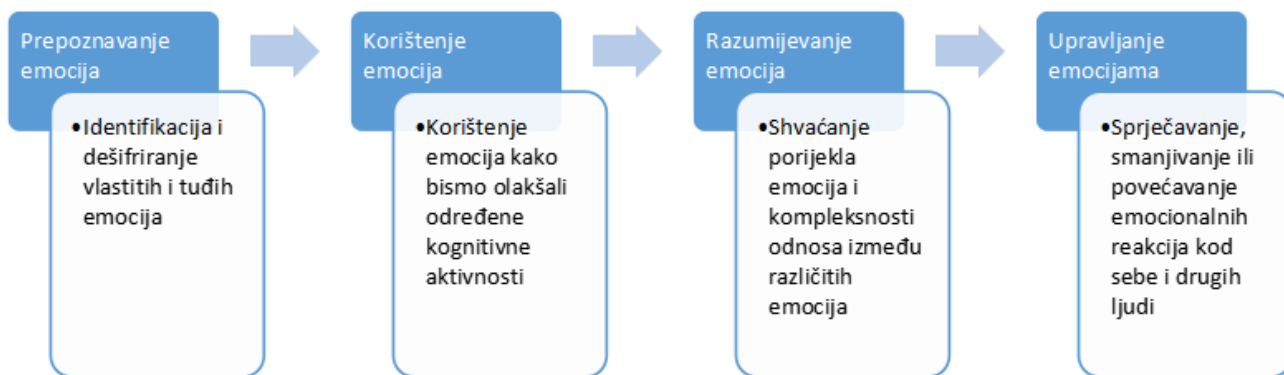 Prepoznavanje
emocija
•Identifikacija i
dešifriranje
vlastitih i tuđih
emocija
Korištenje
emocija
•Korištenje
emocija kako
bismo olakšali
određene
kognitivne
aktivnosti
Razumijevanje
emocija
•Shvaćanje
porijekla
emocija i
kompleksnosti
odnosa između
različitih
emocija
Upravljanje
emocijama
•Sprječavanje,
smanjivanje ili
povećavanje
emocionalnih
reakcija kod
sebe i drugih
ljudi